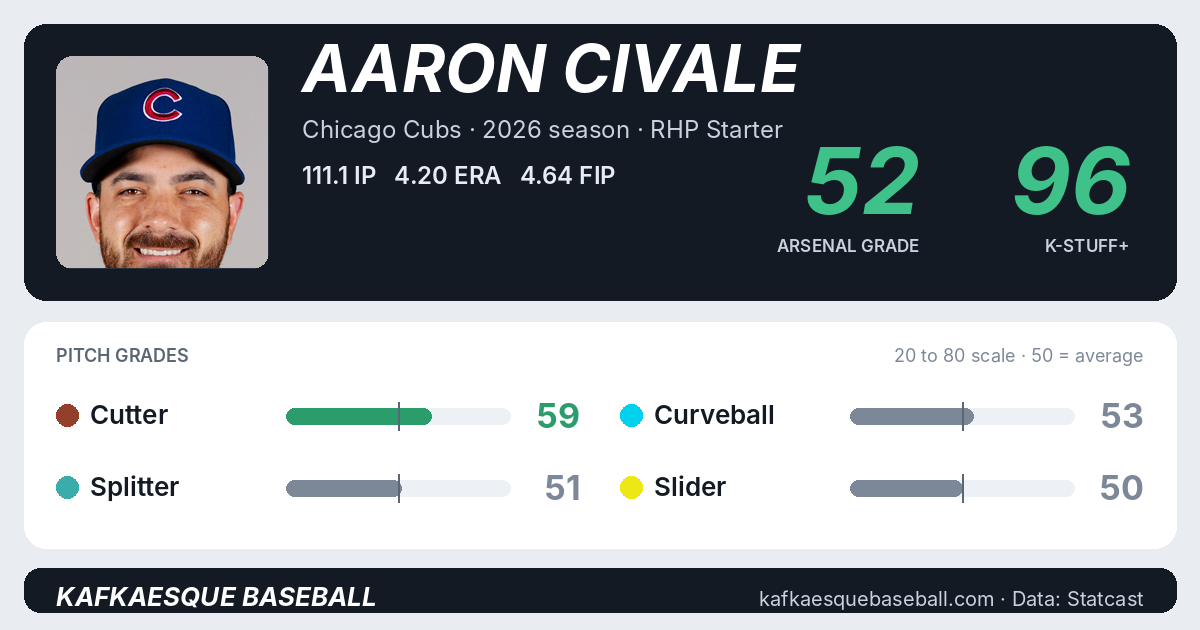 AARON CIVALE
Chicago Cubs · 2026 season · RHP Starter
111.1 IP 4.20 ERA 4.64 FIP
52 96
ARSENAL GRADE K-STUFF+
PITCH GRADES 20 to 80 scale · 50 = average
Cutter 59 Curveball 53
Splitter 51 Slider 50
KAFKAESQUE BASEBALL kafkaesquebaseball.com · Data: Statcast
C